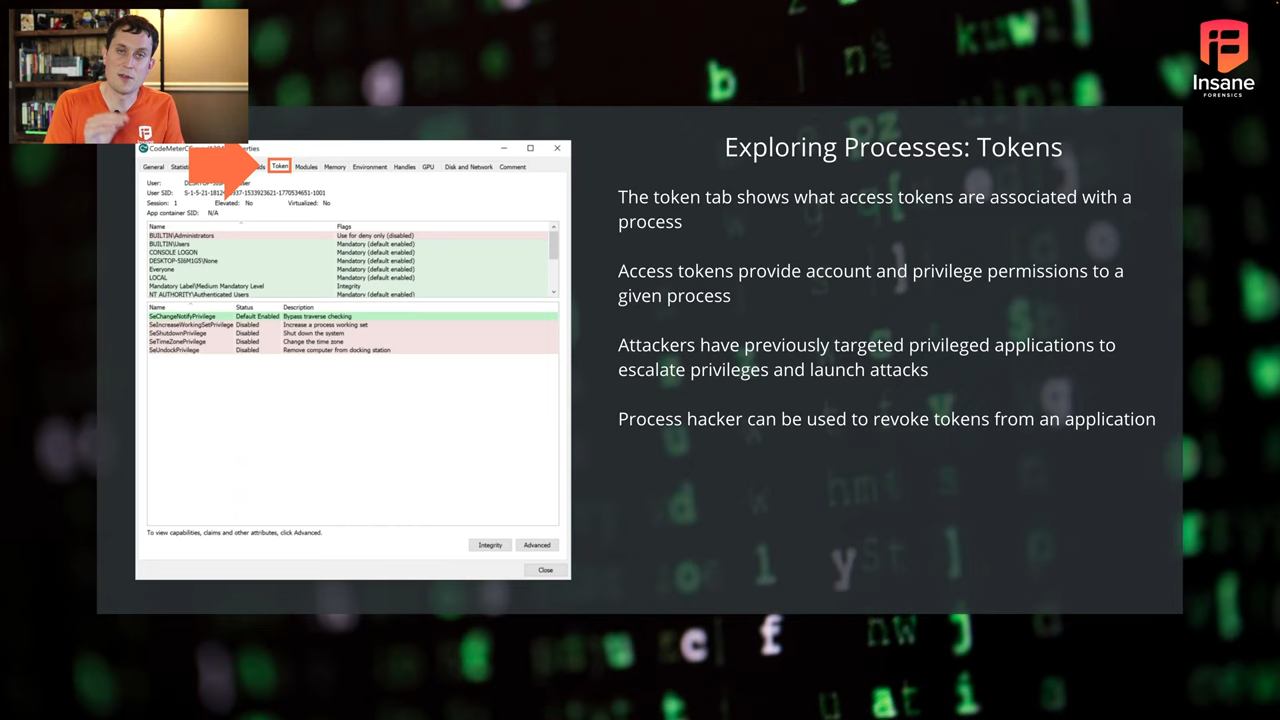 Insane
FORENSICS
Exploring Processes: Tokens
The token tab shows what access tokens are associated with a
process
Access tokens provide account and privilege permissions to a
given process
Attackers have previously targeted privileged applications to
escalate privileges and launch attacks
Process hacker can be used to revoke tokens from an application
General Token Modules Memory Environment Handles GPU Disk and Network Comment
User:
User SID: S-1-5-21-
Session: 1 Elevated: No Virtualized: No
App container SID: N/A
Name Flags
BUILTIN\Administrators Use for deny only (disabled)
BUILTIN\Users Mandatory (default enabled)
CONSOLE LOGON Mandatory (default enabled)
DESKTOP-5I6M1G5\None Mandatory (default enabled)
Everyone Mandatory (default enabled)
LOCAL Mandatory (default enabled)
Mandatory Label\Medium Mandatory Level Integrity
NT AUTHORITY\Authenticated Users Mandatory (default enabled)
Name Status Description
SeChangeNotifyPrivilege Default Enabled Bypass traverse checking
SeIncreaseWorkingSetPrivilege Disabled Increase a process working set
SeShutdownPrivilege Disabled Shut down the system
SeTimeZonePrivilege Disabled Change the time zone
SeUndockPrivilege Disabled Remove computer from docking station
To view capabilities, claims and other attributes, click Advanced.
Integrity Advanced
Close